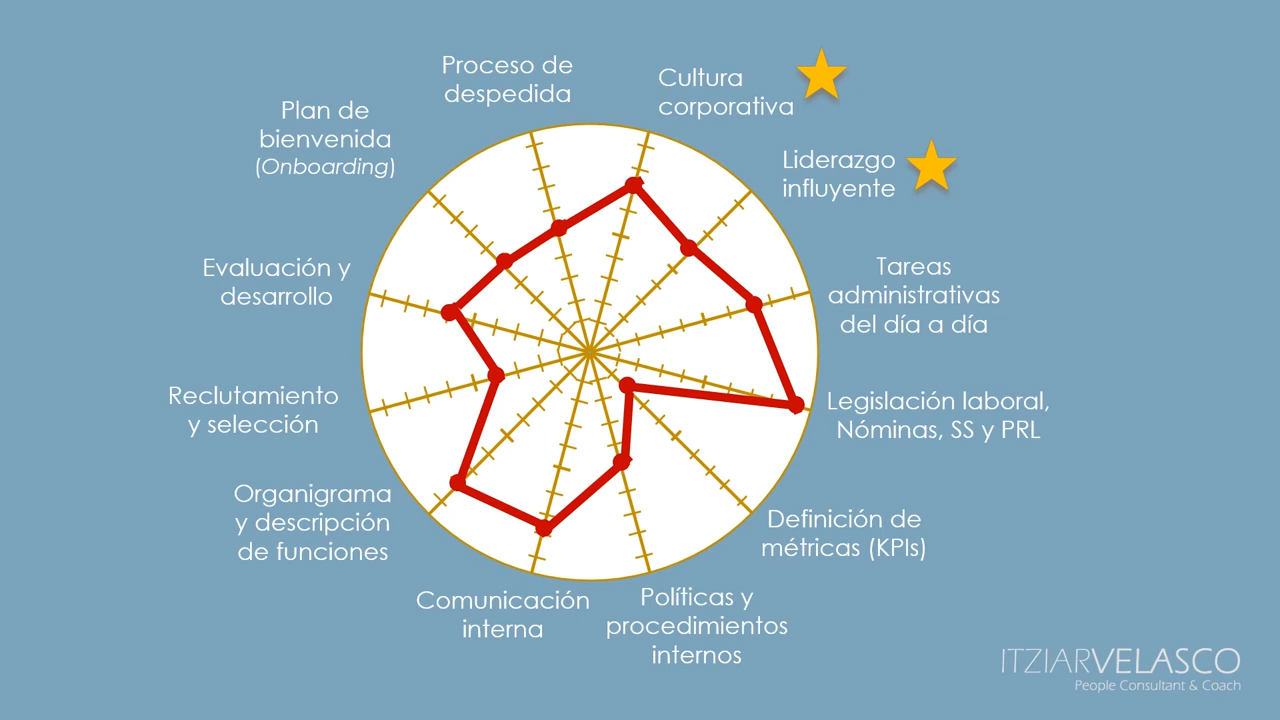 Proceso de
despedida
Cultura
corporativa
Liderazgo
influyente
Tareas
administrativas
del día a día
Legislación laboral,
Nóminas, SS y PRL
Definición de
métricas (KPIs)
Políticas y
procedimientos
internos
Comunicación
interna
Organigrama
y descripción
de funciones
Reclutamiento
y selección
Evaluación y
desarrollo
Plan de
bienvenida
(Onboarding)
ITZIARVELASCO
People Consultant & Coach